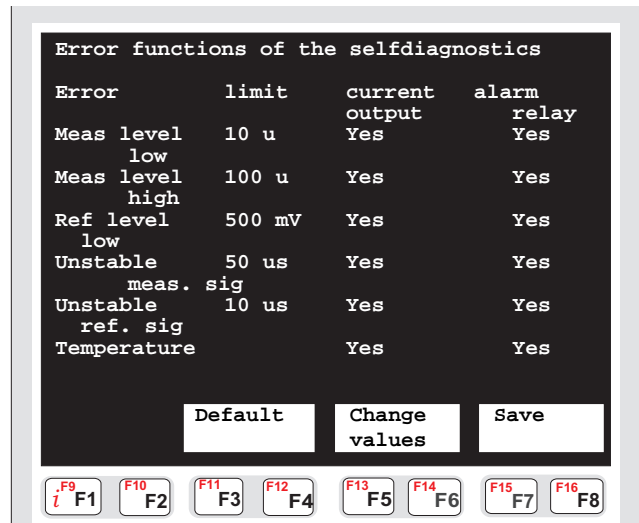 Error functions of the selfdiagnostics
Error limit current alarm
output relay
Meas level 10 u Yes Yes
low
Meas level 100 u Yes Yes
high
Ref level 500 mV Yes Yes
low
Unstable 50 us Yes Yes
meas. sig
Unstable 10 us Yes Yes
ref. sig
Temperature Yes Yes
Default Change Save
values
F9 F10 F11 F12 F13 F14 F15 F16
i F1 F2 F3 F4 F5 F6 F7 F8